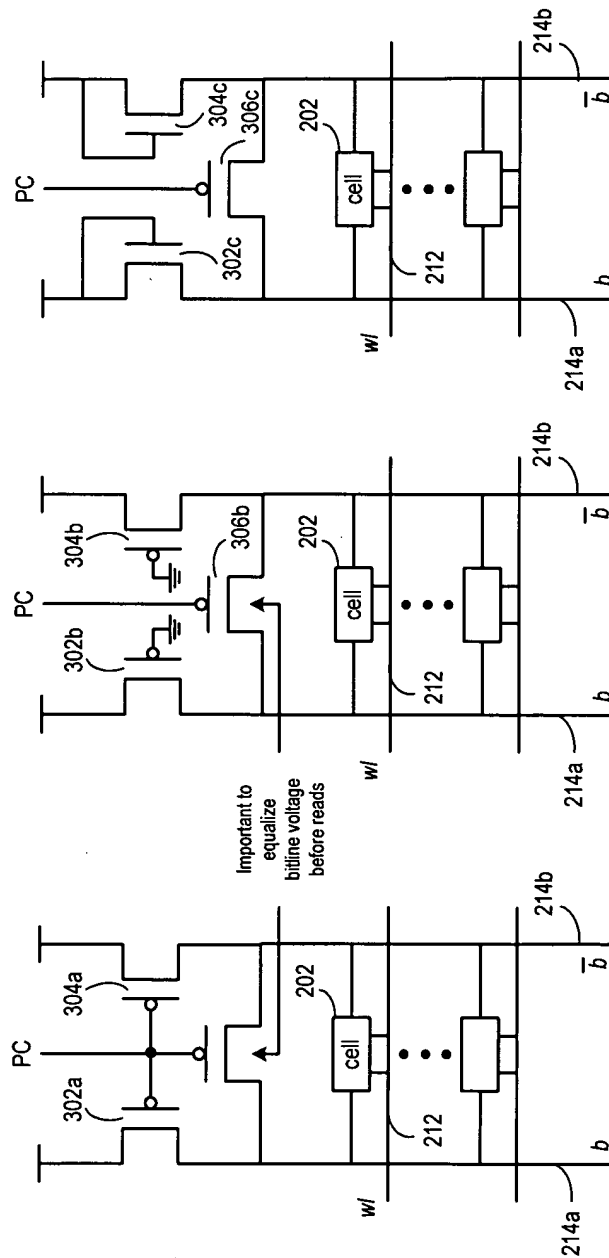 PC
302a
304a
202
cell
wl
212
214a
b
b̄
214b
Important to
equalize
bitline voltage
before reads
PC
302b
304b
306b
202
cell
wl
212
214a
b
b̄
214b
PC
302c
304c
306c
202
cell
wl
212
214a
b
b̄
214b